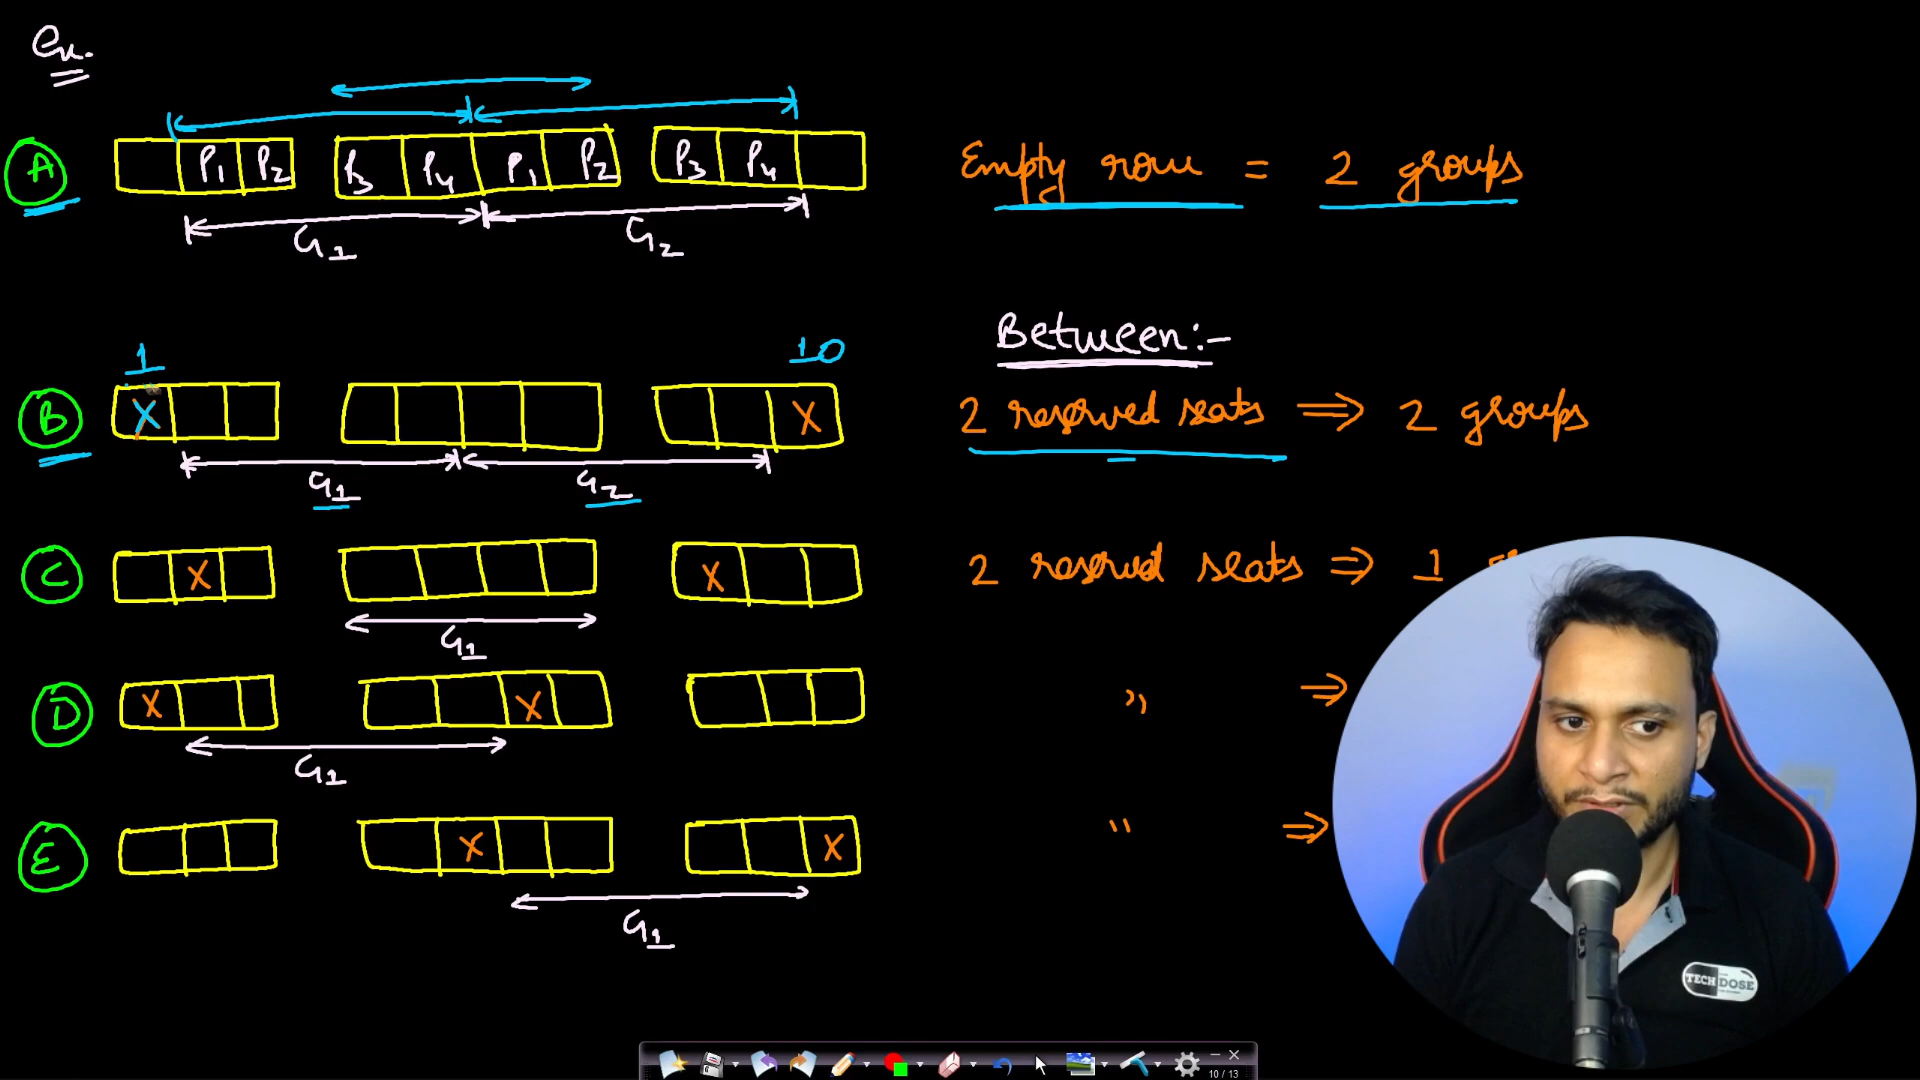 ex.
A P1 P2 P3 P4 P1 P2 P3 P4 Empty row = 2 groups
G1 G2
Between:-
1 10
B X X 2 reserved seats ⇒ 2 groups
G1 G2
C X X 2 reserved seats ⇒ 1
G1
D X X " ⇒
G1
E X X " ⇒
G1
TECH DOSE
10 / 13